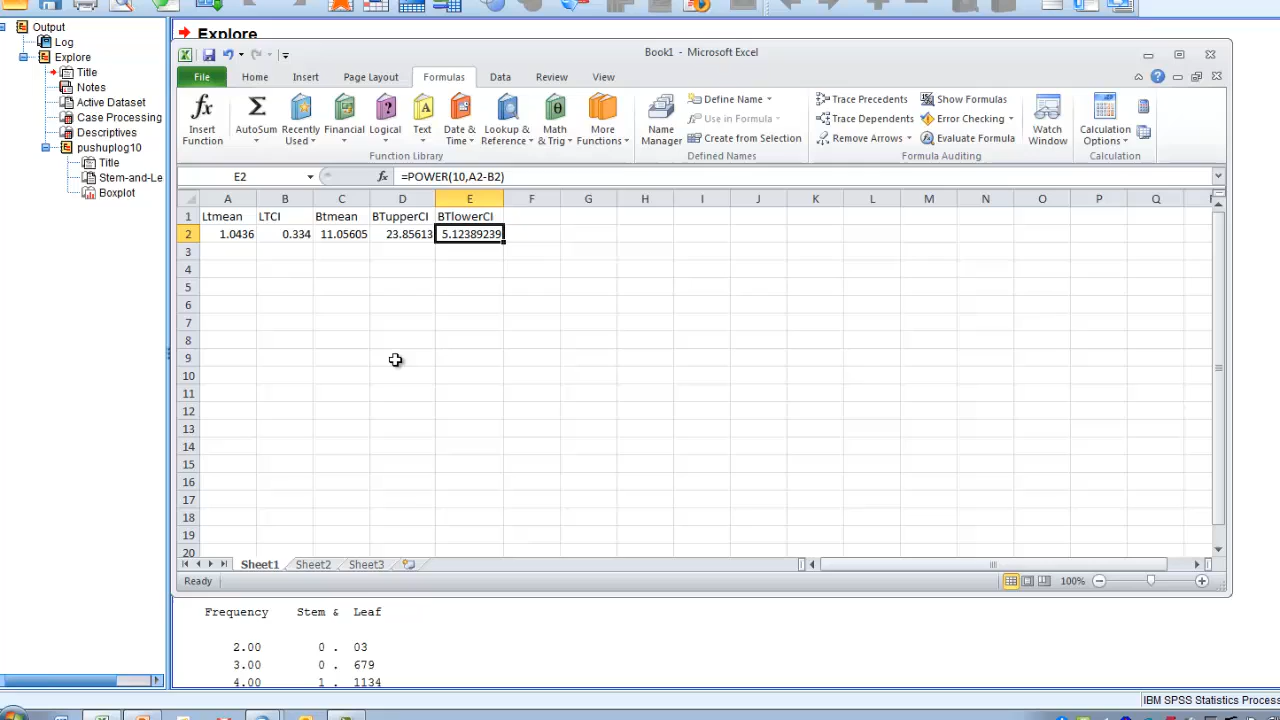 Output
Log
Explore
Title
Notes
Active Dataset
Case Processing
Descriptives
pushuplog10
Title
Stem-and-Le
Boxplot
Explore
Book1 - Microsoft Excel
File Home Insert Page Layout Formulas Data Review View
Insert Function
AutoSum
Recently Used
Financial
Logical
Text
Date & Time
Lookup & Reference
Math & Trig
More Functions
Function Library
Name Manager
Define Name
Use in Formula
Create from Selection
Defined Names
Trace Precedents
Trace Dependents
Remove Arrows
Show Formulas
Error Checking
Evaluate Formula
Formula Auditing
Watch Window
Calculation Options
Calculation
E2 fx =POWER(10,A2-B2)
A B C D E F G H I J K L M N O P Q
1 Ltmean LTCI Btmean BTupperCI BTlowerCI
2 1.0436 0.334 11.05605 23.85613 5.12389239
3
4
5
6
7
8
9
10
11
12
13
14
15
16
17
18
19
20
Sheet1 Sheet2 Sheet3
Ready 100%
Frequency Stem & Leaf
2.00 0 . 03
3.00 0 . 679
4.00 1 . 1134
IBM SPSS Statistics Process